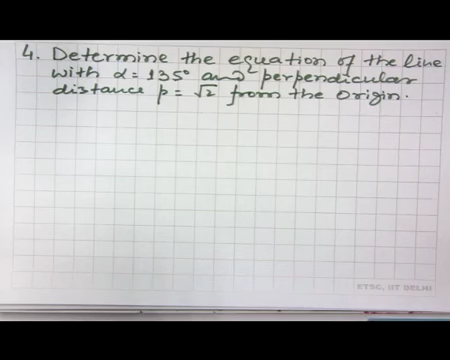 4. Determine the equation of the line
with α = 135° and perpendicular
distance p = √2 from the origin.
ETSC, IIT DELHI